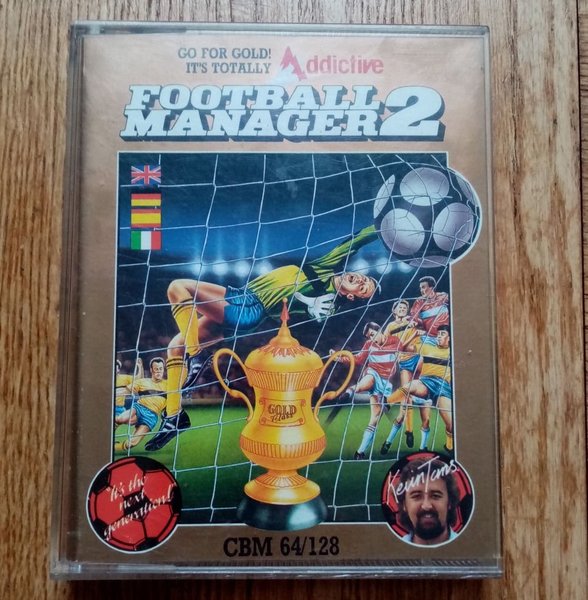 GO FOR GOLD!
IT'S TOTALLY Addictive
FOOTBALL
MANAGER 2
GOLD
Class
"It's the
next
generation!"
Kevin Toms
CBM 64/128